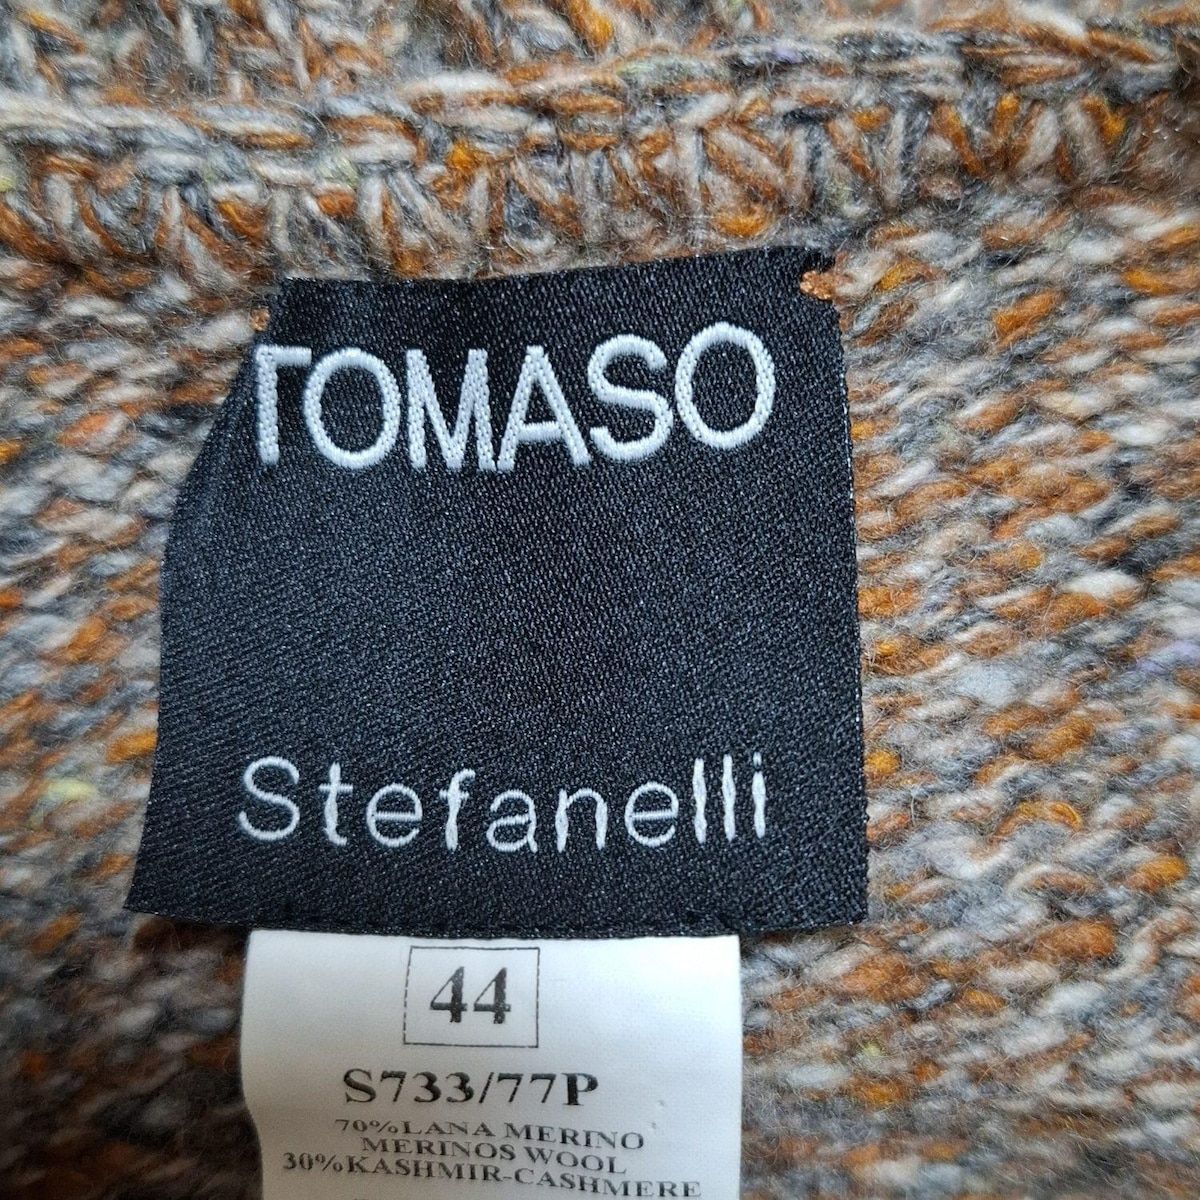 TOMASO
Stefanelli
44
S733/77P
70%LANA MERINO
MERINOS WOOL
30%KASHMIR-CASHMERE